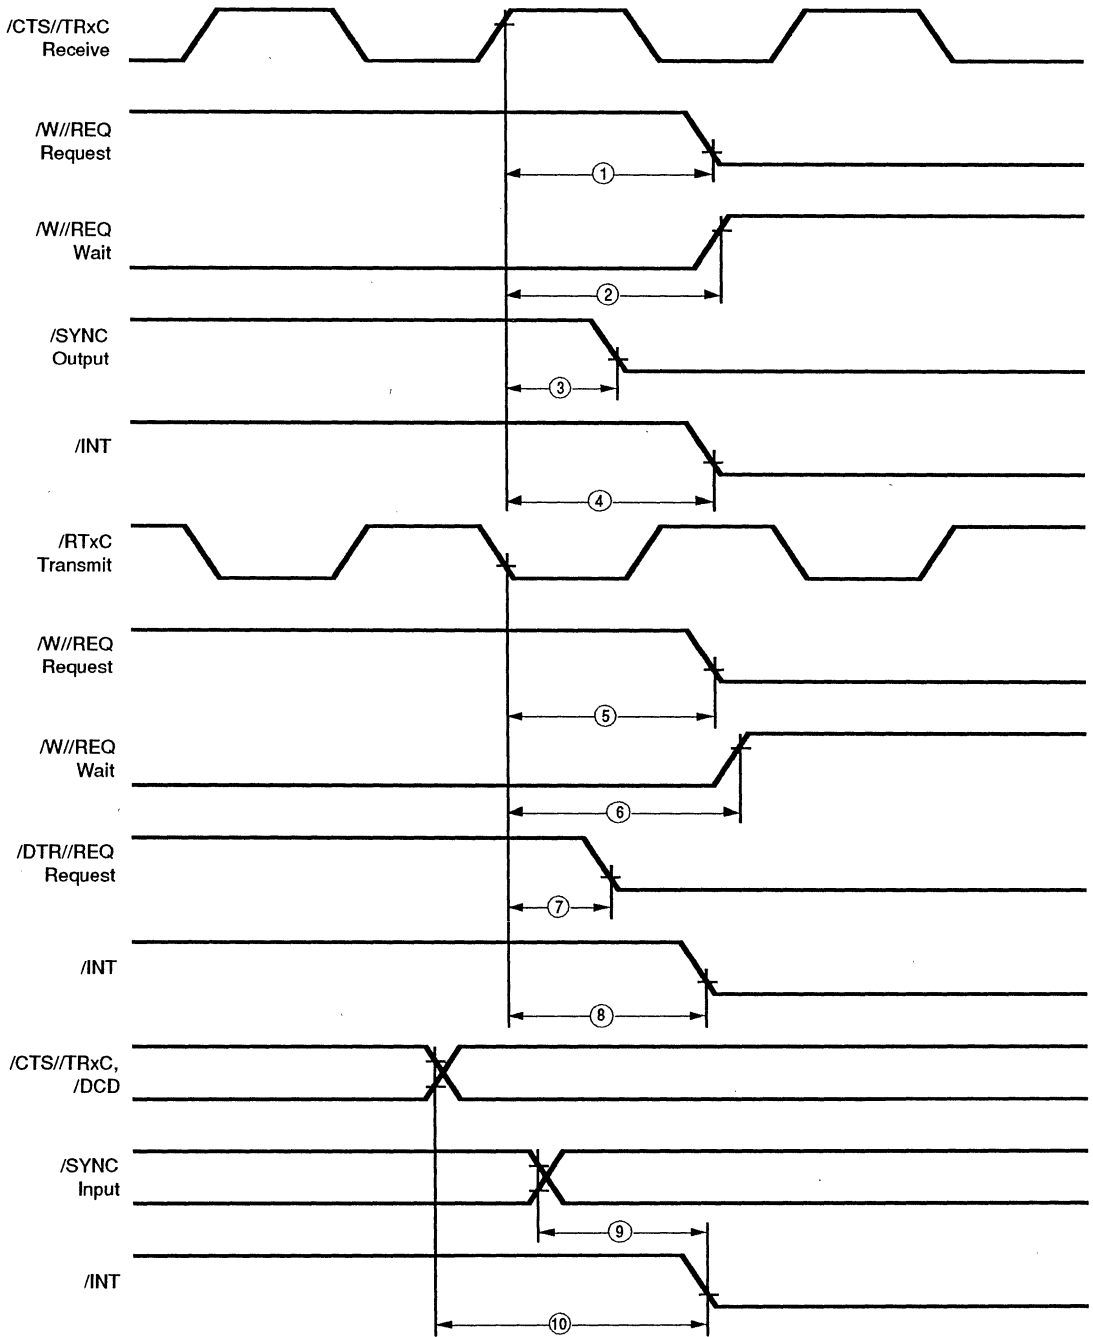 /CTS//TRxC
Receive
/W//REQ
Request
1
/W//REQ
Wait
2
/SYNC
Output
3
/INT
4
/RTxC
Transmit
/W//REQ
Request
5
/W//REQ
Wait
6
/DTR//REQ
Request
7
/INT
8
/CTS//TRxC,
/DCD
/SYNC
Input
9
/INT
10